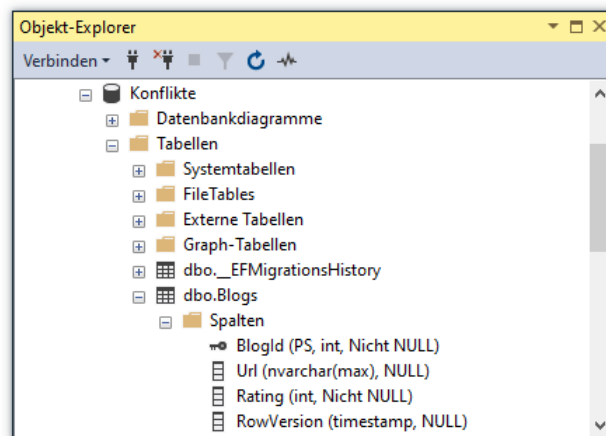 Objekt-Explorer
Verbinden
Konflikte
Datenbankdiagramme
Tabellen
Systemtabellen
FileTables
Externe Tabellen
Graph-Tabellen
dbo.__EFMigrationsHistory
dbo.Blogs
Spalten
BlogId (PS, int, Nicht NULL)
Url (nvarchar(max), NULL)
Rating (int, Nicht NULL)
RowVersion (timestamp, NULL)